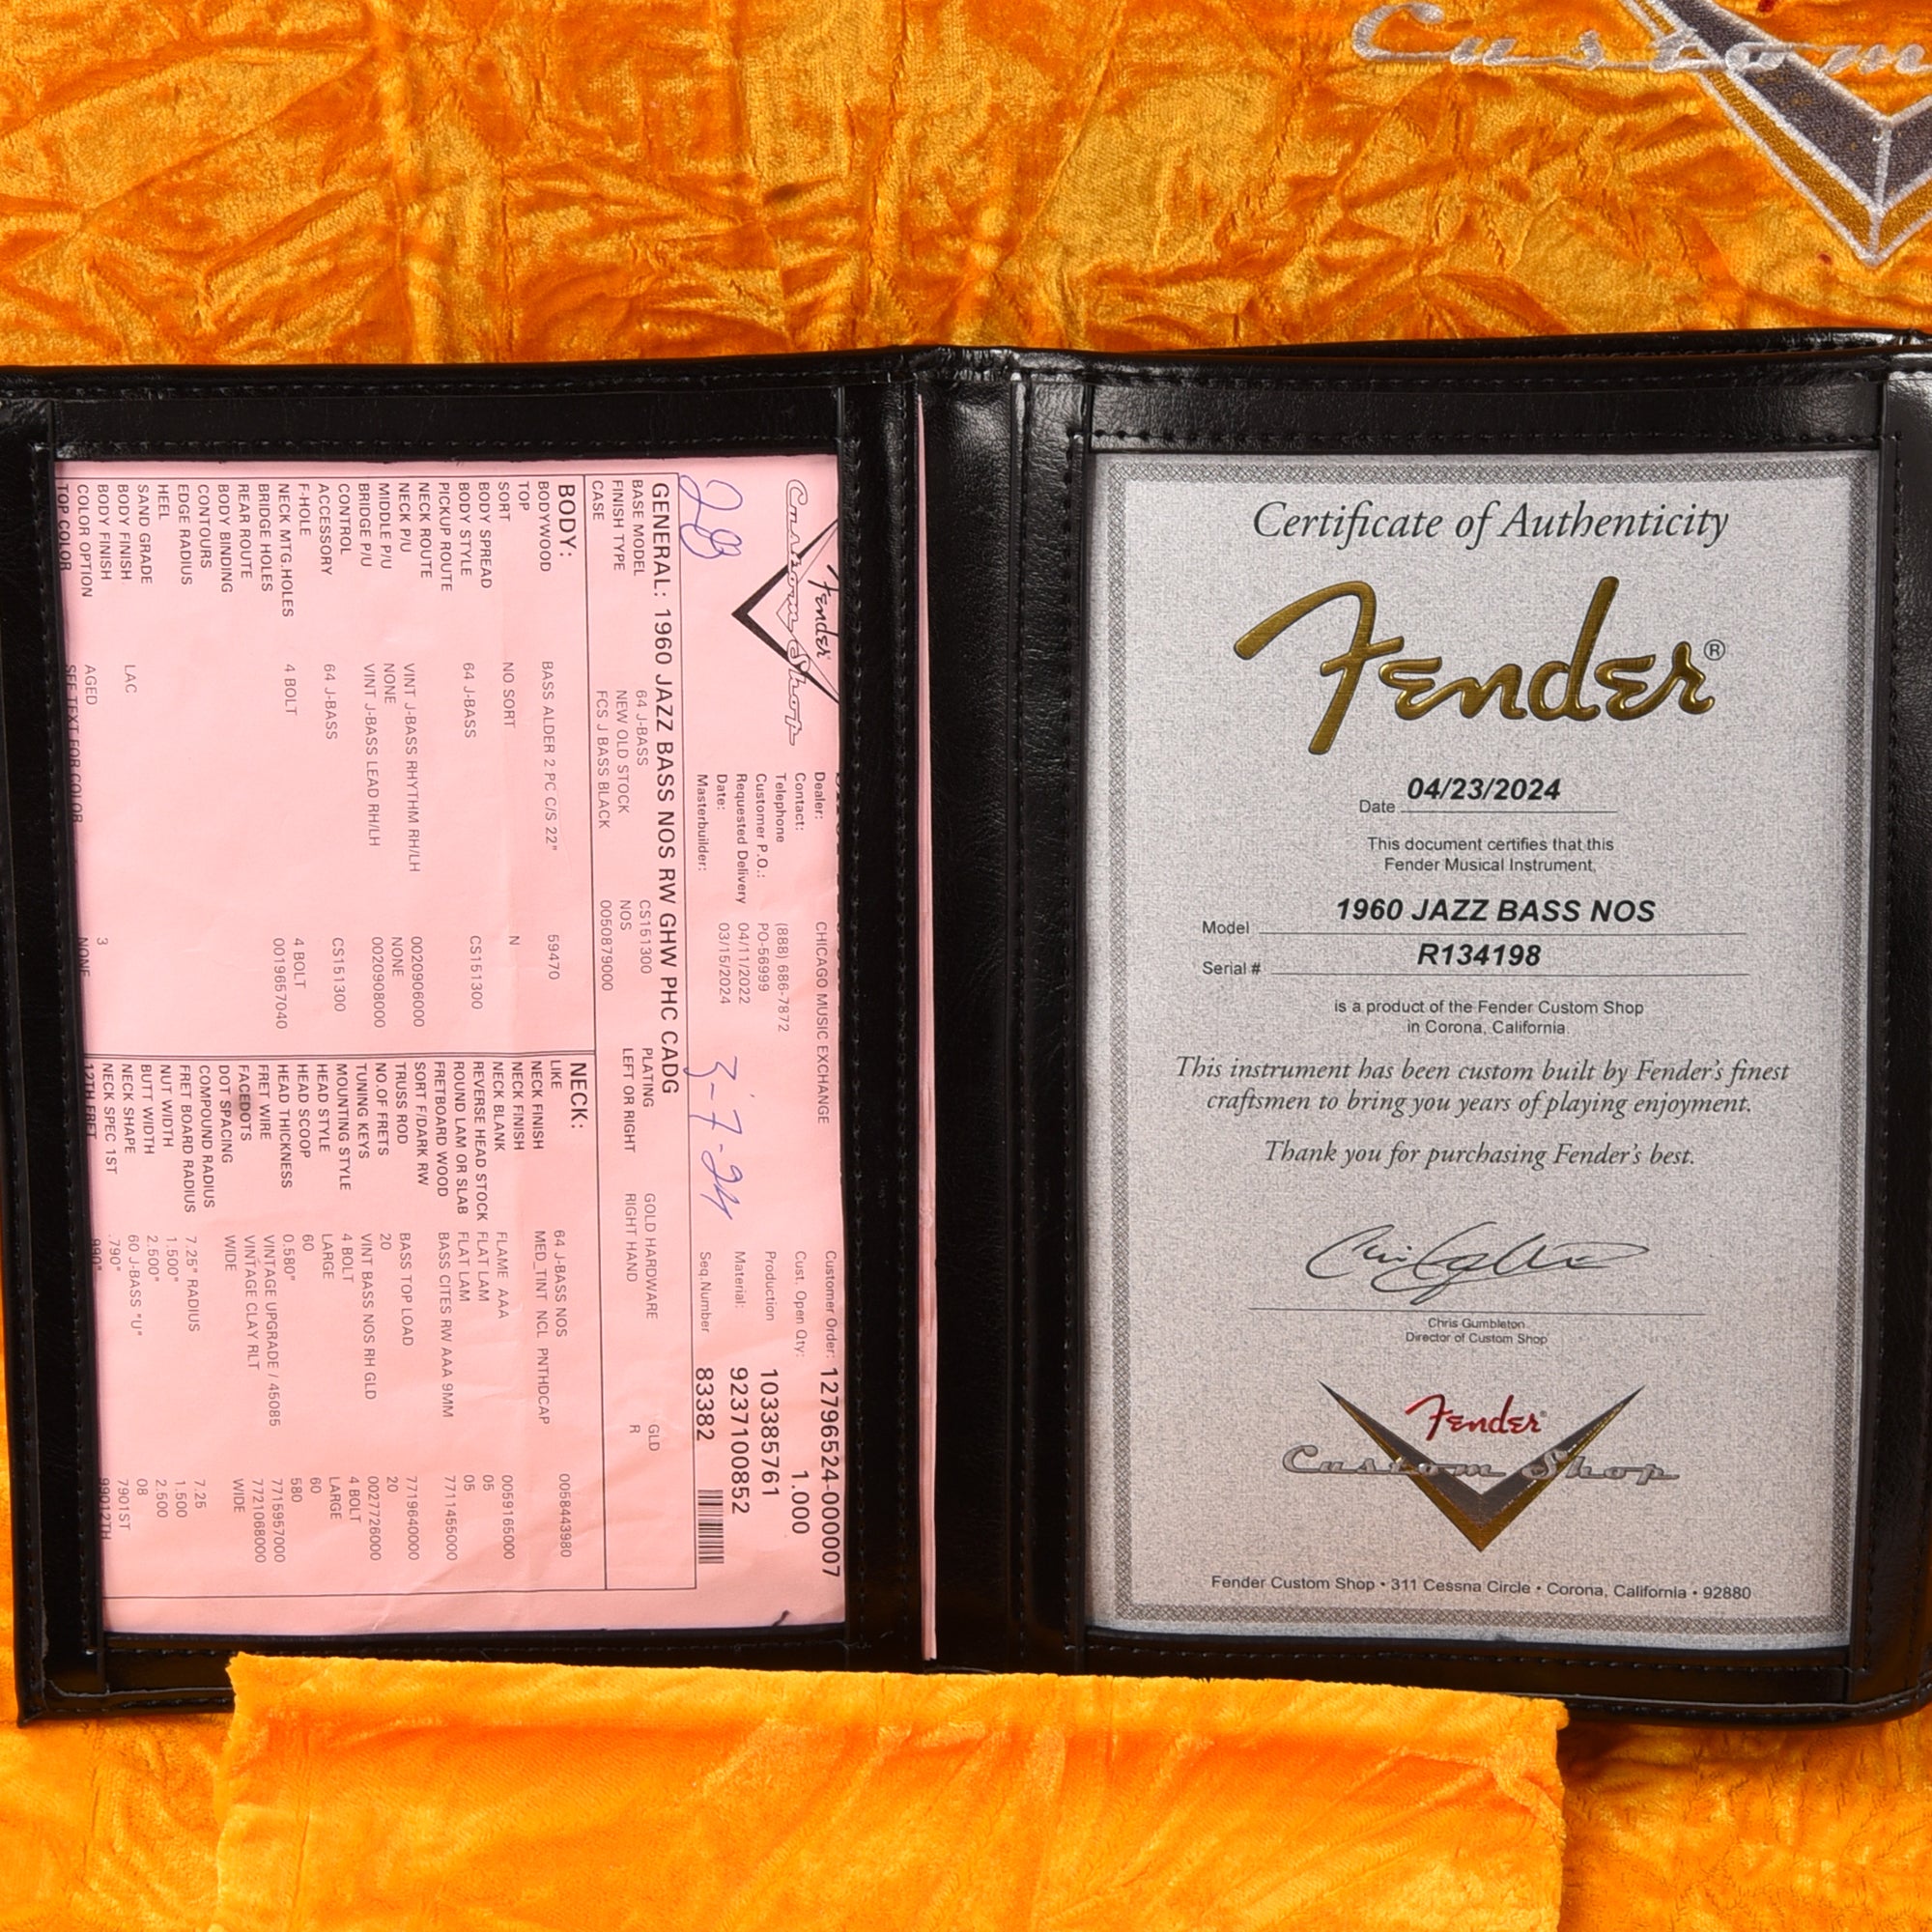 Custom
Fender
Custom Shop
28
Dealer: CHICAGO MUSIC EXCHANGE
Contact:
Telephone (888) 686-7872
Customer P.O.: PO-56999
Requested Delivery 04/11/2022
Date: 03/15/2024
Masterbuilder:
3-7-24
Customer Order: 12796524-000007
Cust. Open Qty: 1.000
Production 103385761
Material: 9237100852
Seq.Number 83382
GENERAL: 1960 JAZZ BASS NOS RW GHW PHC CADG
BASE MODEL 64 J-BASS CS151300 PLATING GOLD HARDWARE GLD
FINISH TYPE NEW OLD STOCK NOS LEFT OR RIGHT RIGHT HAND R
CASE FCS J BASS BLACK 0050879000
BODY:
BODYWOOD BASS ALDER 2 PC C/S 22" 59470
TOP
SORT NO SORT N
BODY SPREAD
BODY STYLE 64 J-BASS CS151300
PICKUP ROUTE
NECK ROUTE
NECK P/U VINT J-BASS RHYTHM RH/LH 0020906000
MIDDLE P/U NONE NONE
BRIDGE P/U VINT J-BASS LEAD RH/LH 0020908000
CONTROL
ACCESSORY 64 J-BASS CS151300
F-HOLE
NECK MTG.HOLES 4 BOLT 4 BOLT
BRIDGE HOLES 0019857040
REAR ROUTE
BODY BINDING
CONTOURS
EDGE RADIUS
HEEL
SAND GRADE
BODY FINISH LAC
BODY FINISH 3
COLOR OPTION AGED NONE
TOP COLOR SEE TEXT FOR COLOR
NECK:
LIKE 64 J-BASS NOS 0058443980
NECK FINISH MED_TINT NCL PNTHDCAP
NECK FINISH
NECK BLANK FLAME AAA 0059165000
REVERSE HEAD STOCK FLAT LAM 05
ROUND LAM OR SLAB FLAT LAM 05
FRETBOARD WOOD BASS CITES RW AAA 9MM 7711455000
SORT F/DARK RW
TRUSS ROD BASS TOP LOAD 7719640000
NO.OF FRETS 20 20
TUNING KEYS VINT BASS NOS RH GLD 0027726000
MOUNTING STYLE 4 BOLT 4 BOLT
HEAD STYLE LARGE LARGE
HEAD SCOOP 60 60
HEAD THICKNESS 0.580" 580
FRET WIRE VINTAGE UPGRADE / 45085 7715957000
FACEDOTS VINTAGE CLAY RLT 7721068000
DOT SPACING WIDE WIDE
COMPOUND RADIUS
FRET BOARD RADIUS 7.25" RADIUS 7.25
NUT WIDTH 1.500" 1.500
BUTT WIDTH 2.500" 2.500
NECK SHAPE 60 J-BASS "U" 08
NECK SPEC 1ST .790" 7901ST
12TH FRET .990" 99012TH
Certificate of Authenticity
Fender®
Date 04/23/2024
This document certifies that this
Fender Musical Instrument,
Model 1960 JAZZ BASS NOS
Serial # R134198
is a product of the Fender Custom Shop
in Corona, California.
This instrument has been custom built by Fender's finest
craftsmen to bring you years of playing enjoyment.
Thank you for purchasing Fender's best.
Chris Gumbleton
Director of Custom Shop
Fender
Custom Shop
Fender Custom Shop • 311 Cessna Circle • Corona, California • 92880